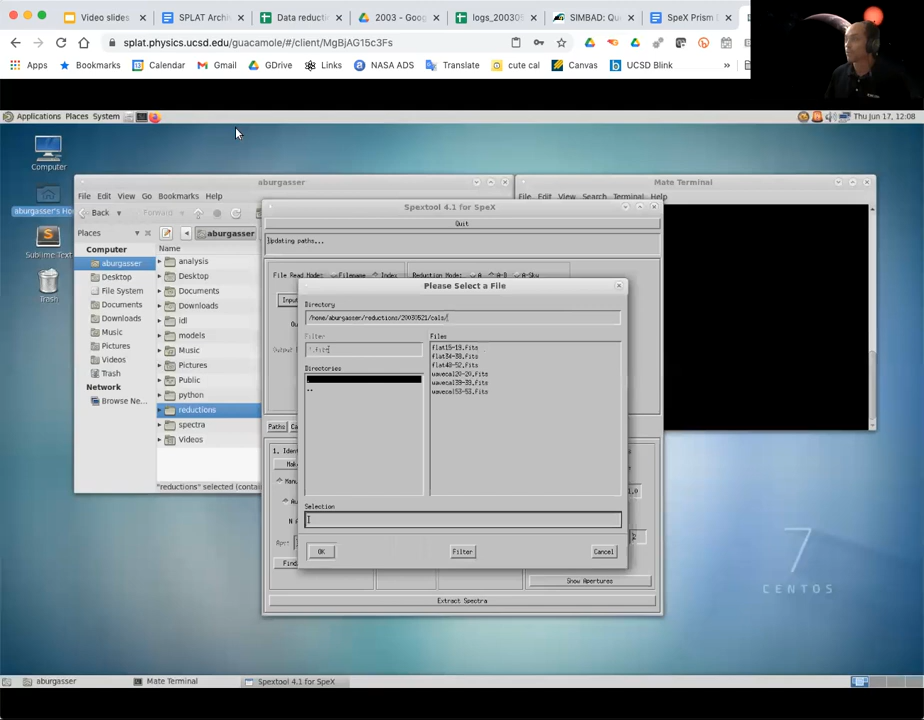 Video slides
SPLAT Archi
Data reducti
2003 - Goo
logs_200305
SIMBAD: Qu
SpeX Prism
splat.physics.ucsd.edu/guacamole/#/client/MgBjAG15c3Fs
Apps
Bookmarks
Calendar
Gmail
GDrive
Links
NASA ADS
Translate
cute cal
Canvas
UCSD Blink
»
Applications Places System
Thu Jun 17, 12:08
Computer
aburgasser's Ho
Sublime Text
Trash
aburgasser
File Edit View Go Bookmarks Help
Back
Forward
Places
aburgasser
Computer
aburgasser
Desktop
File System
Documents
Downloads
Music
Pictures
Videos
Trash
Network
Browse Ne...
Name
analysis
Desktop
Documents
Downloads
idl
models
Music
Pictures
Public
python
reductions
spectra
Videos
"reductions" selected (contai
Mate Terminal
File Edit View Search Terminal Help
Spextool 4.1 for SpeX
Quit
Updating paths...
File Read Mode: Filename Index
Reduction Mode: A A-B A-Sky
Paths
Extract Spectra
Show Apertures
Please Select a File
Directory
/home/aburgasser/reductions/20030521/cals/
Filter
*.fits
Directories
.
..
Files
flat15-19.fits
flat34-38.fits
flat48-52.fits
wavecal20-20.fits
wavecal39-39.fits
wavecal53-53.fits
Selection
OK
Filter
Cancel
7
CENTOS
aburgasser
Mate Terminal
Spextool 4.1 for SpeX